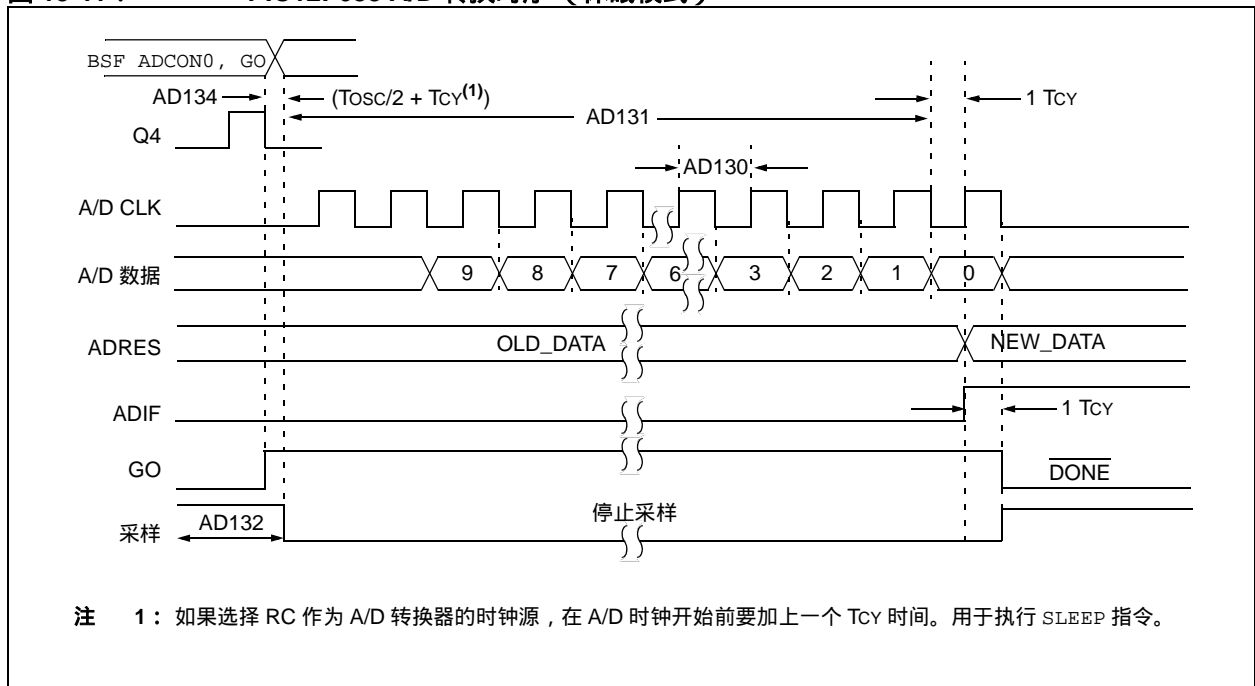 BSF ADCON0, GO
AD134
(TOSC/2 + TCY(1))
1 TCY
AD131
Q4
AD130
A/D CLK
A/D 数据
9 8 7 6 3 2 1 0
ADRES
OLD_DATA
NEW_DATA
ADIF
1 TCY
GO
DONE
采样
AD132
停止采样
注 1：如果选择 RC 作为 A/D 转换器的时钟源，在 A/D 时钟开始前要加上一个 TCY 时间。用于执行 SLEEP 指令。